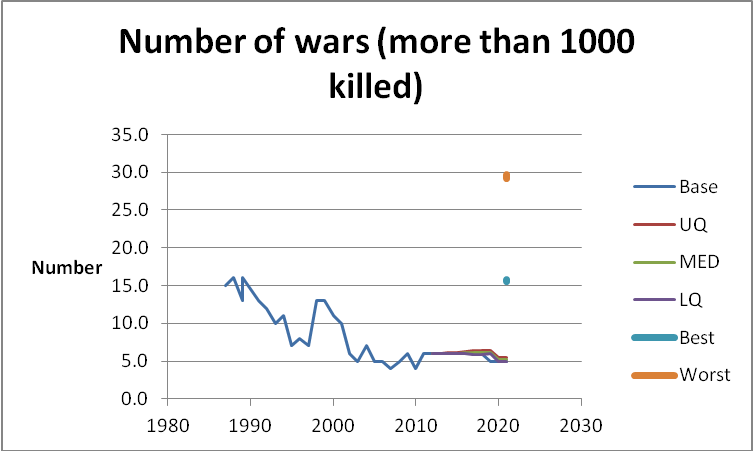 Number of wars (more than 1000
killed)
35.0
30.0
25.0
20.0
15.0
10.0
5.0
0.0
Number
1980 1990 2000 2010 2020 2030
Base
UQ
MED
LQ
Best
Worst